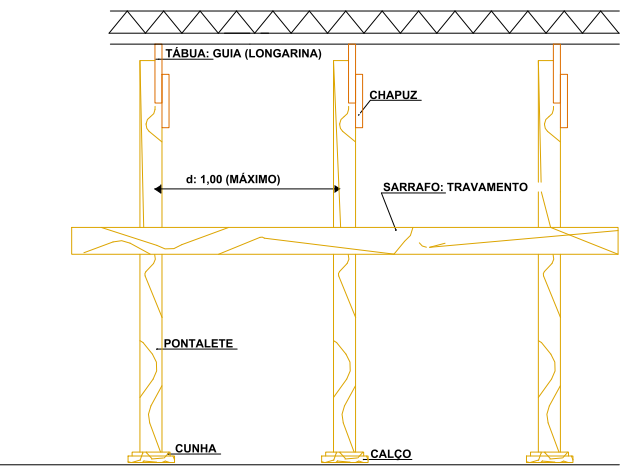 TÁBUA: GUIA (LONGARINA)
CHAPUZ
d: 1,00 (MÁXIMO)
SARRAFO: TRAVAMENTO
PONTALETE
CUNHA
CALÇO